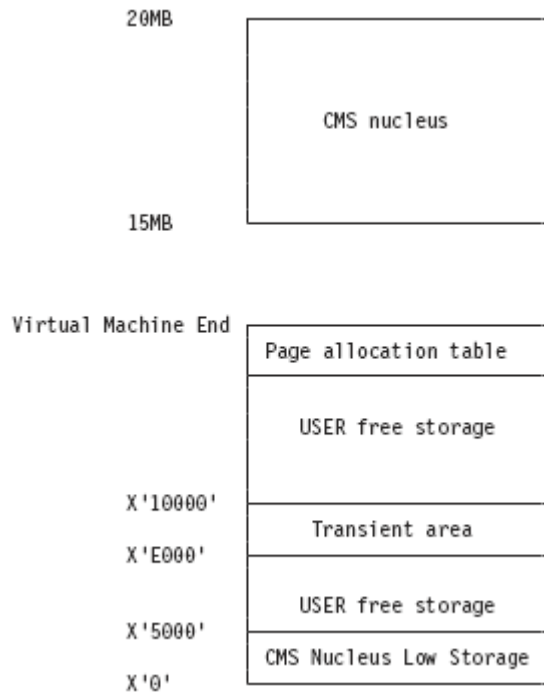 20MB
CMS nucleus
15MB
Virtual Machine End
Page allocation table
USER free storage
X'10000'
Transient area
X'E000'
USER free storage
X'5000'
CMS Nucleus Low Storage
X'0'